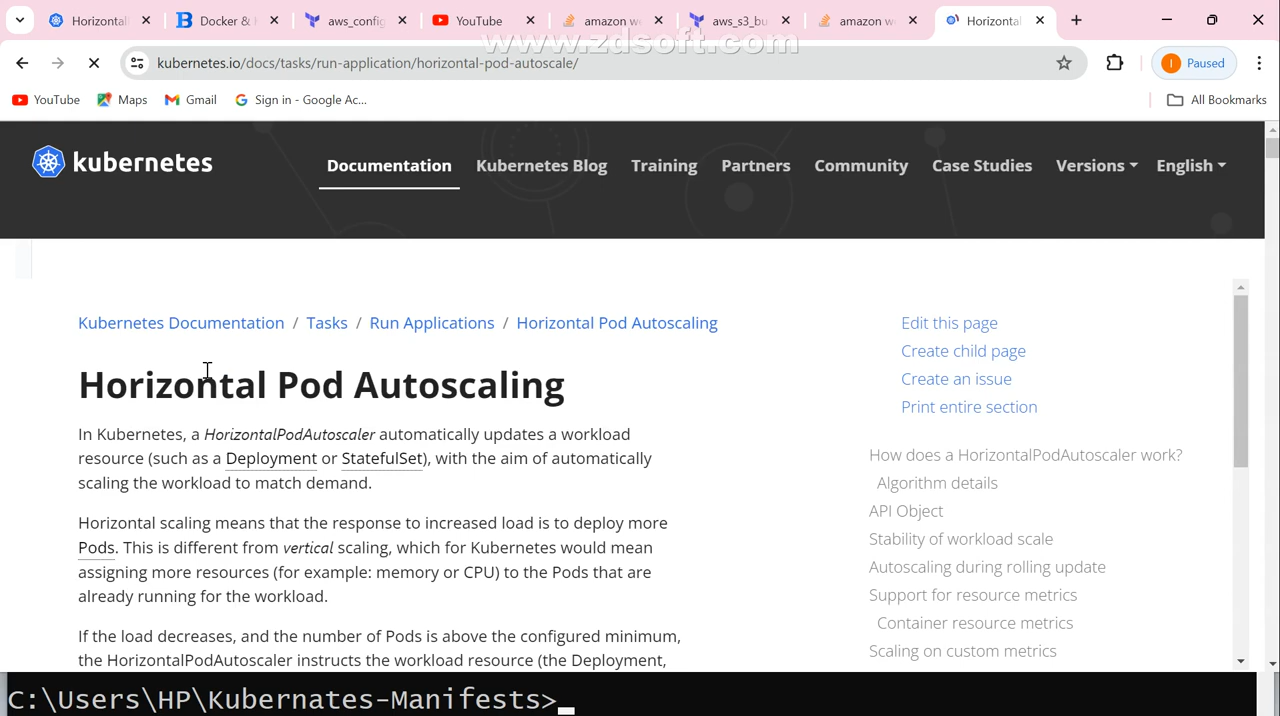 Horizontal
Docker &
aws_config
YouTube
amazon we
aws_s3_bu
amazon we
Horizontal
www.zdsoft.com
kubernetes.io/docs/tasks/run-application/horizontal-pod-autoscale/
I Paused
YouTube
Maps
Gmail
Sign in - Google Ac...
All Bookmarks
kubernetes
Documentation
Kubernetes Blog
Training
Partners
Community
Case Studies
Versions
English
Kubernetes Documentation / Tasks / Run Applications / Horizontal Pod Autoscaling
Horizontal Pod Autoscaling
In Kubernetes, a HorizontalPodAutoscaler automatically updates a workload
resource (such as a Deployment or StatefulSet), with the aim of automatically
scaling the workload to match demand.
Horizontal scaling means that the response to increased load is to deploy more
Pods. This is different from vertical scaling, which for Kubernetes would mean
assigning more resources (for example: memory or CPU) to the Pods that are
already running for the workload.
If the load decreases, and the number of Pods is above the configured minimum,
the HorizontalPodAutoscaler instructs the workload resource (the Deployment,
Edit this page
Create child page
Create an issue
Print entire section
How does a HorizontalPodAutoscaler work?
Algorithm details
API Object
Stability of workload scale
Autoscaling during rolling update
Support for resource metrics
Container resource metrics
Scaling on custom metrics
C:\Users\HP\Kubernates-Manifests>_